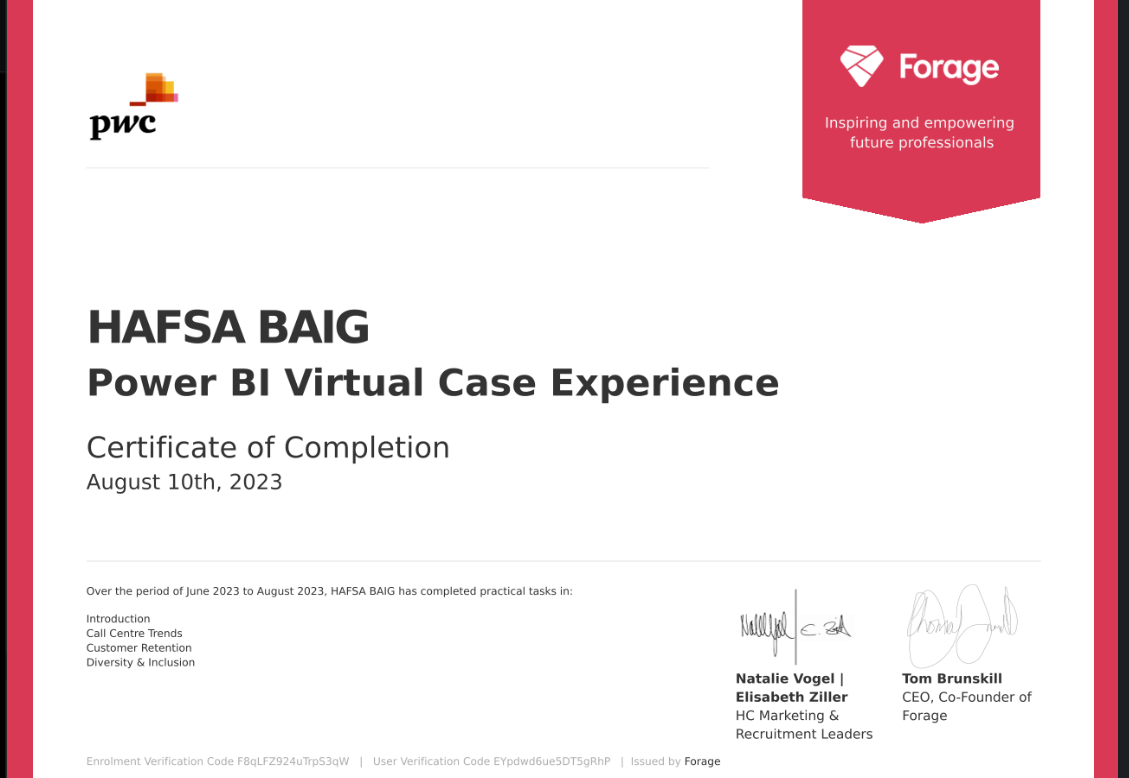 pwc
Forage
Inspiring and empowering
future professionals
HAFSA BAIG
Power BI Virtual Case Experience
Certificate of Completion
August 10th, 2023
Over the period of June 2023 to August 2023, HAFSA BAIG has completed practical tasks in:
Introduction
Call Centre Trends
Customer Retention
Diversity & Inclusion
Natalie Vogel |
Elisabeth Ziller
HC Marketing &
Recruitment Leaders
Tom Brunskill
CEO, Co-Founder of
Forage
Enrolment Verification Code F8qLFZ924uTrpS3qW | User Verification Code EYpdwd6ue5DT5gRhP | Issued by Forage